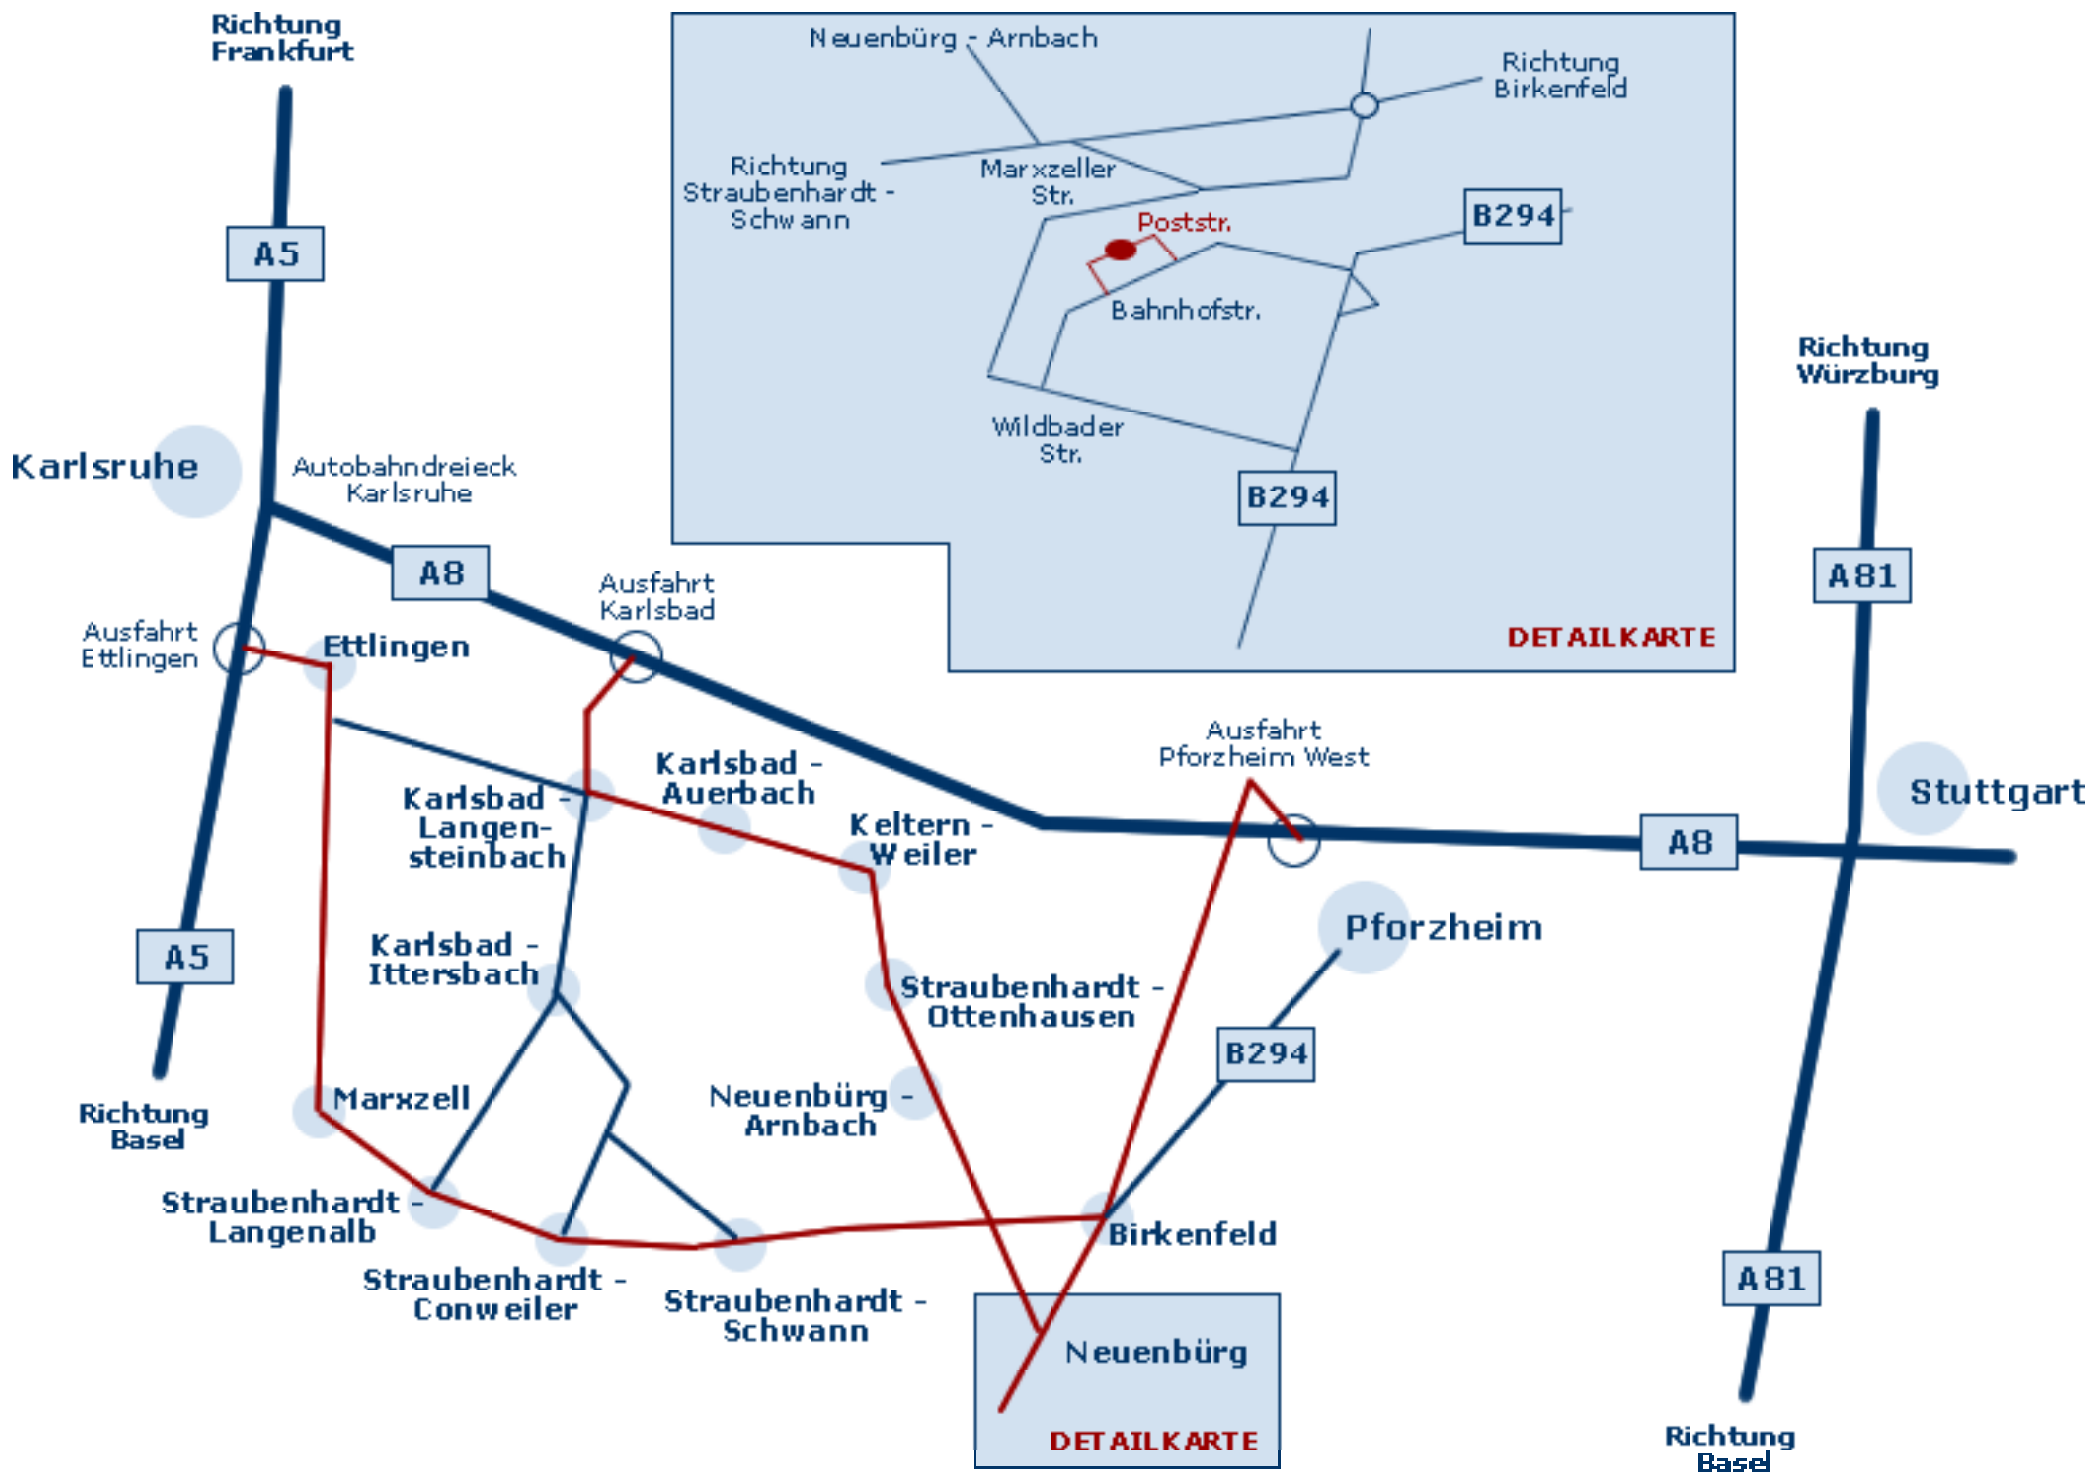 Richtung
Frankfurt
A5
Karlsruhe
Autobahndreieck
Karlsruhe
A8
Ausfahrt
Karlsbad
Ausfahrt
Ettlingen
Ettlingen
Neuenbürg - Arnbach
Richtung
Birkenfeld
Richtung
Straubenhardt -
Schwann
Marxzeller
Str.
Poststr.
B294
Bahnhofstr.
Wildbader
Str.
B294
DETAILKARTE
Richtung
Würzburg
A81
Stuttgart
Ausfahrt
Pforzheim West
A8
Karlsbad -
Auerbach
Karlsbad -
Langen-
steinbach
Keltern -
Weiler
Pforzheim
A5
Karlsbad -
Ittersbach
Straubenhardt -
Ottenhausen
B294
Marxzell
Neuenbürg -
Arnbach
Richtung
Basel
Straubenhardt -
Langenalb
Birkenfeld
Straubenhardt -
Conweiler
Straubenhardt -
Schwann
A81
Neuenbürg
DETAILKARTE
Richtung
Basel